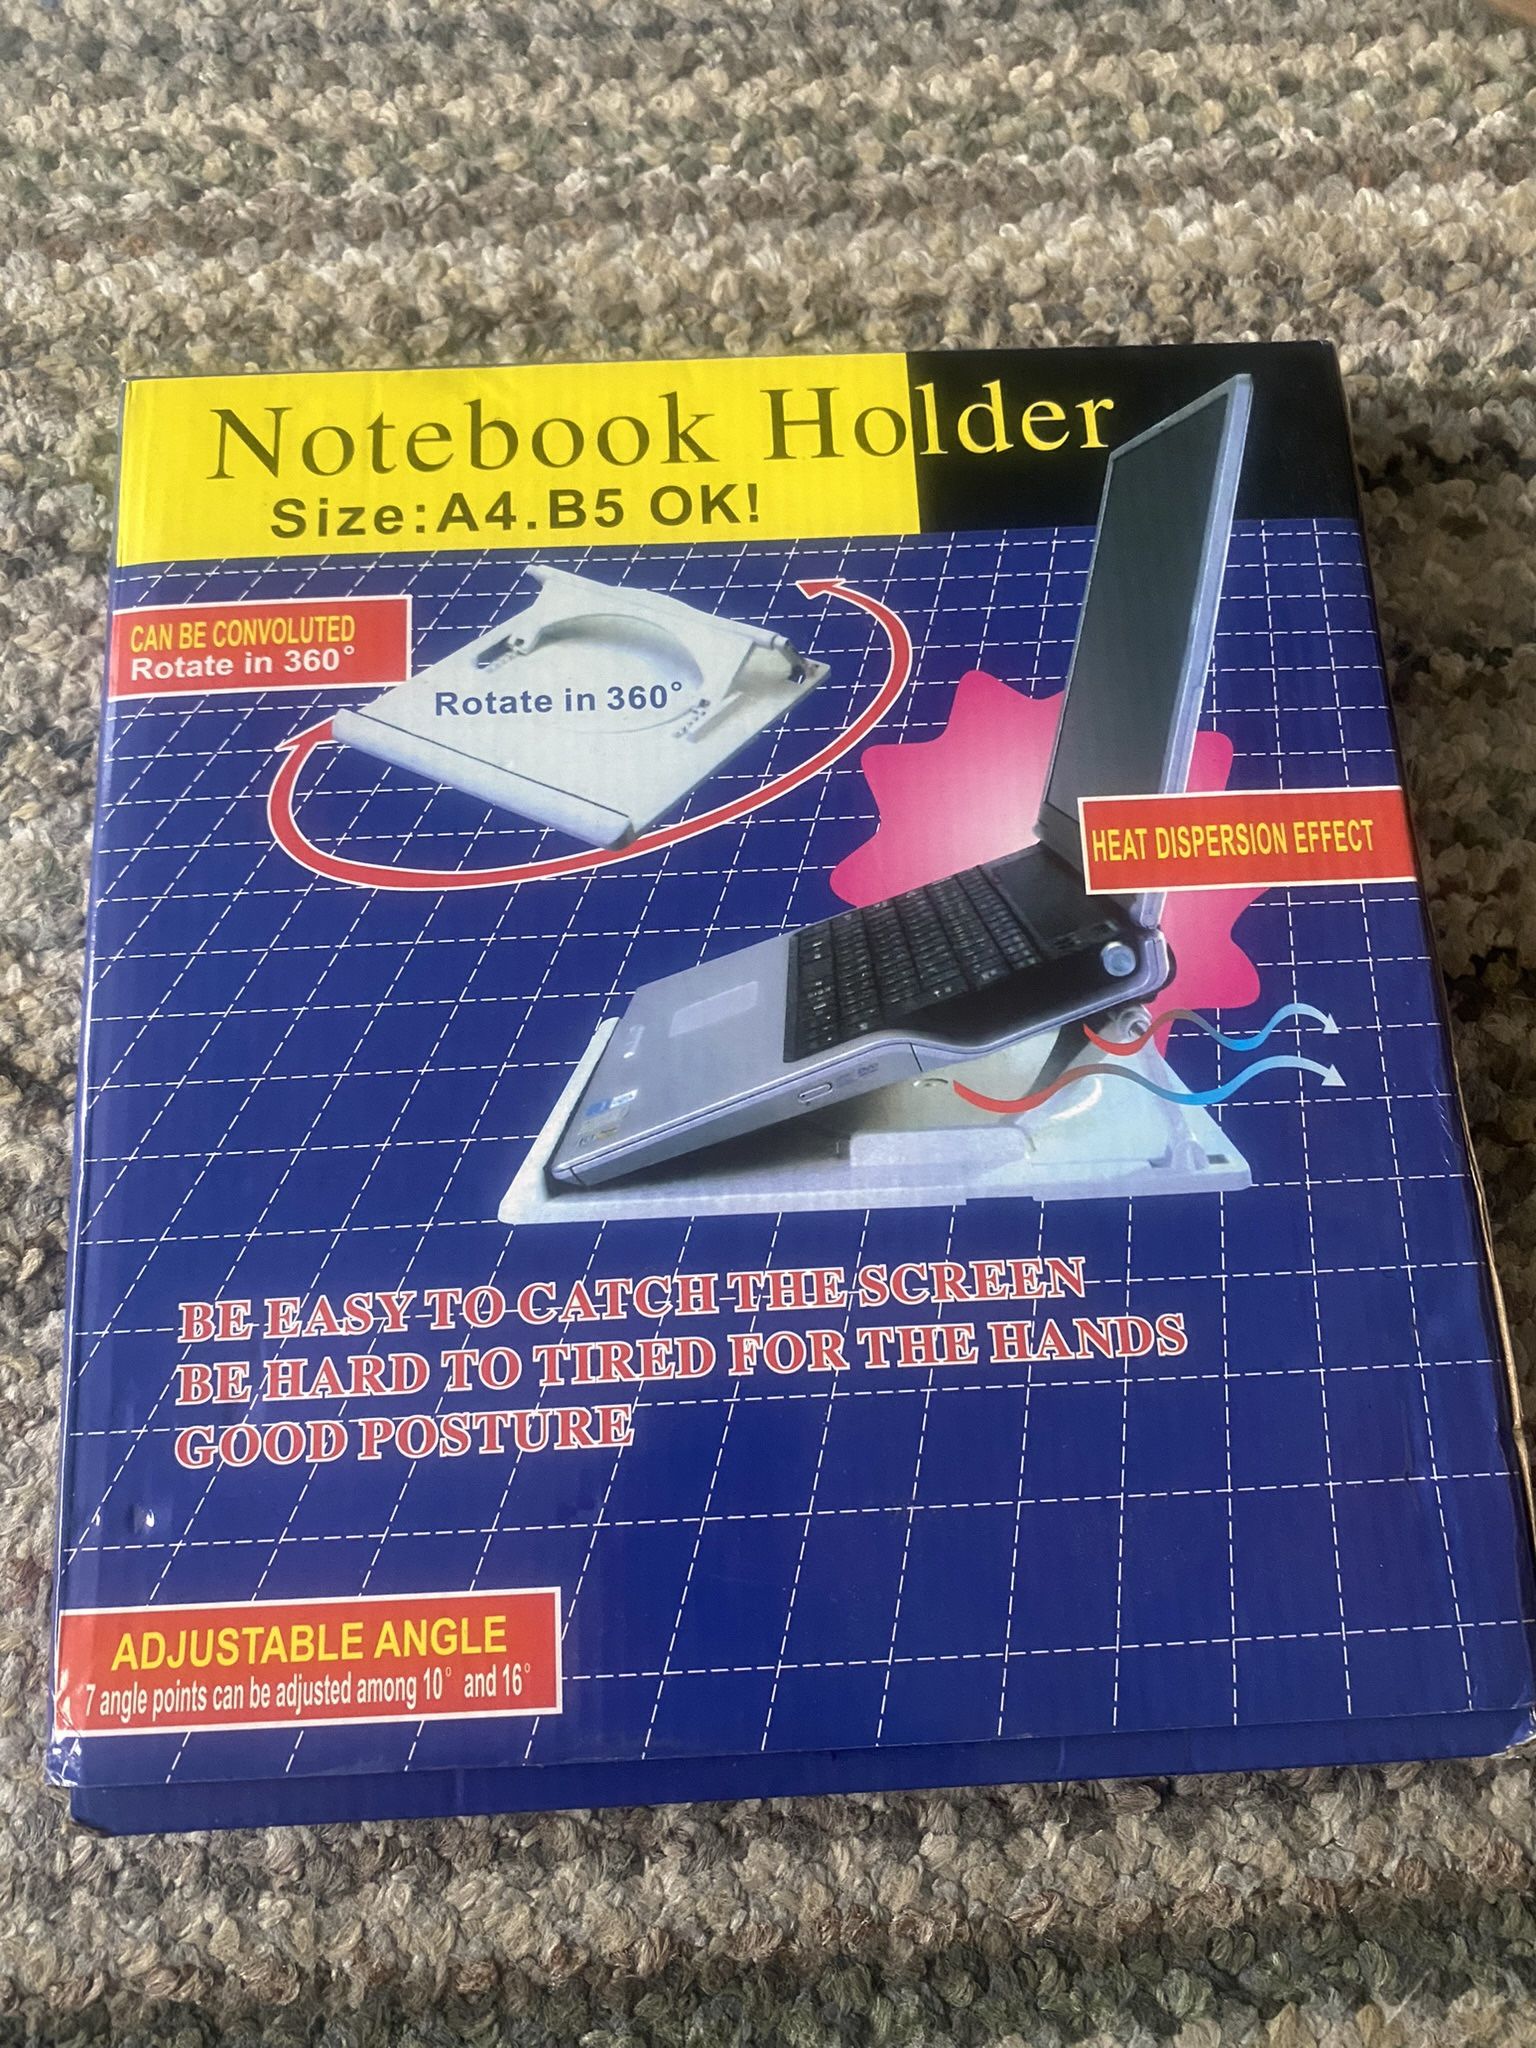 Notebook Holder
Size:A4.B5 OK!
CAN BE CONVOLUTED
Rotate in 360°
Rotate in 360°
HEAT DISPERSION EFFECT
BE EASY TO CATCH THE SCREEN
BE HARD TO TIRED FOR THE HANDS
GOOD POSTURE
ADJUSTABLE ANGLE
7 angle points can be adjusted among 10° and 16°